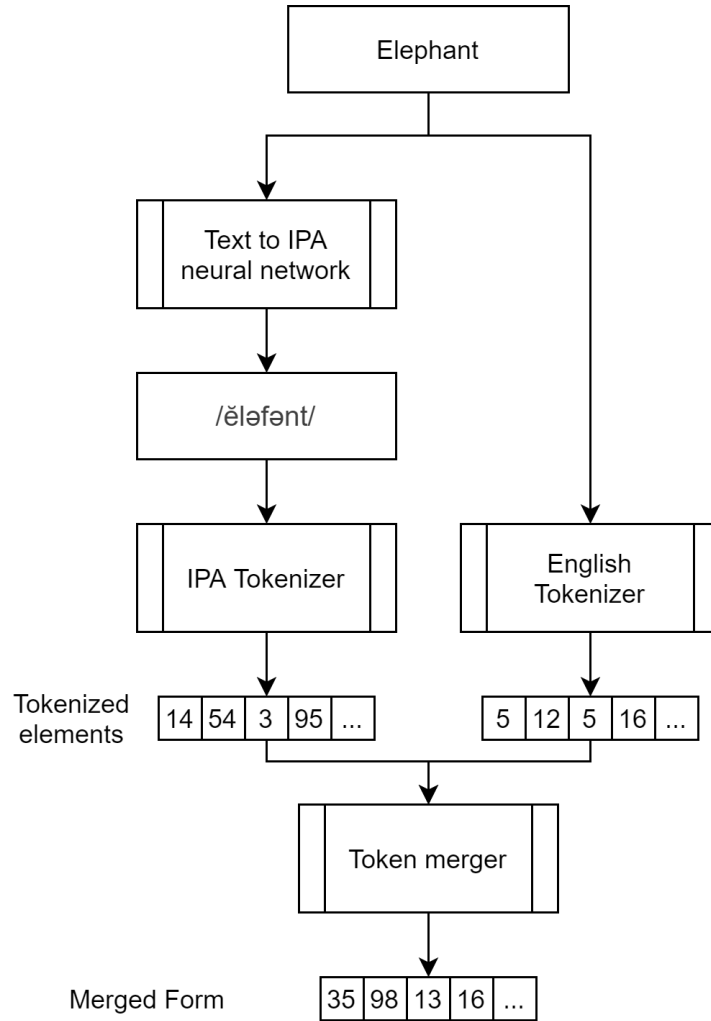 Elephant
Text to IPA
neural network
/ĕləfənt/
IPA Tokenizer
English
Tokenizer
Tokenized
elements
14 54 3 95 ...
5 12 5 16 ...
Token merger
Merged Form
35 98 13 16 ...